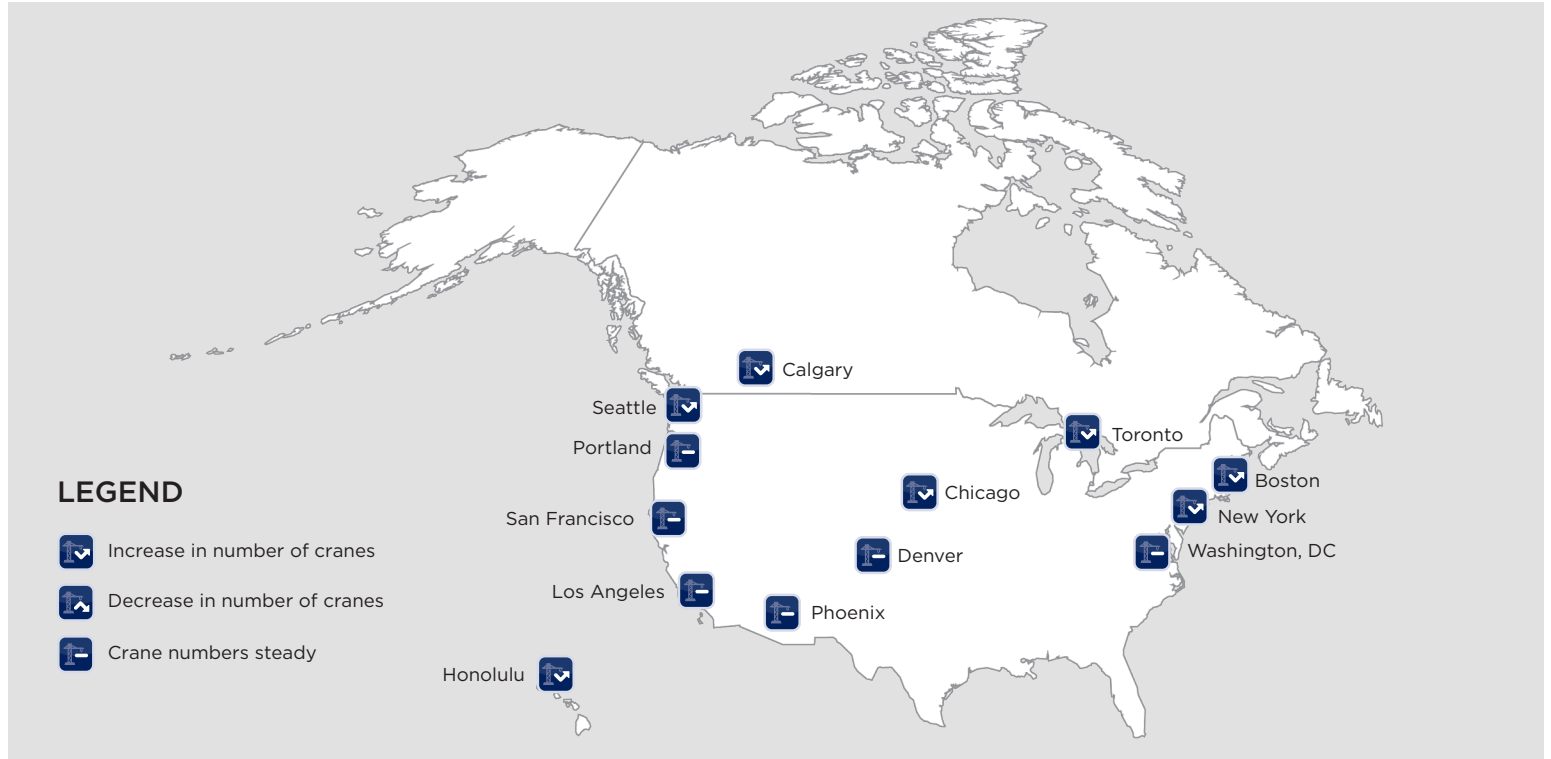 Calgary
Seattle
Toronto
Portland
Boston
LEGEND
Chicago
New York
San Francisco
Increase in number of cranes
Washington, DC
Denver
Los Angeles
Decrease in number of cranes
Phoenix
Crane numbers steady
Honolulu